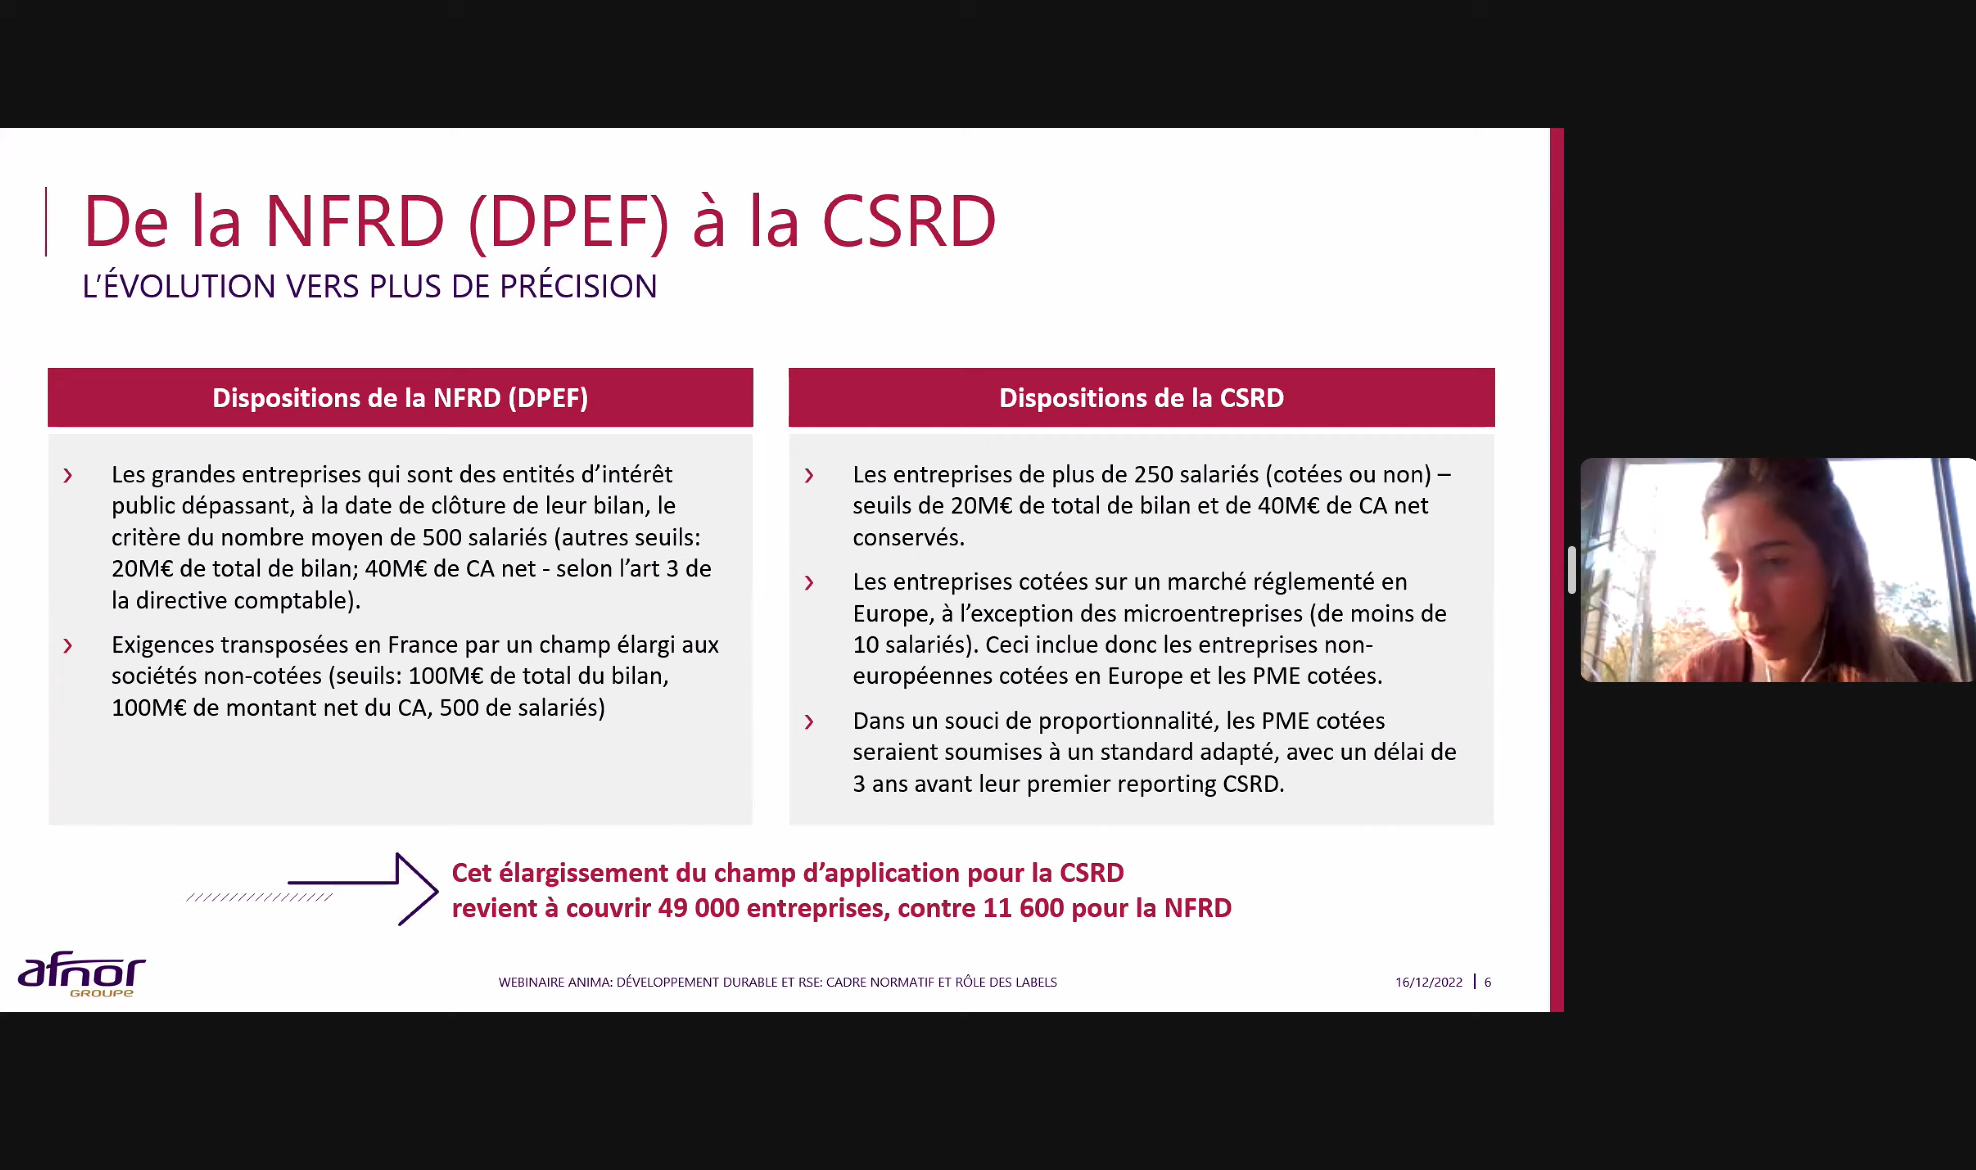 De la NFRD (DPEF) à la CSRD
L’ÉVOLUTION VERS PLUS DE PRÉCISION
Dispositions de la NFRD (DPEF)
› Les grandes entreprises qui sont des entités d’intérêt
public dépassant, à la date de clôture de leur bilan, le
critère du nombre moyen de 500 salariés (autres seuils:
20M€ de total de bilan; 40M€ de CA net - selon l’art 3 de
la directive comptable).
› Exigences transposées en France par un champ élargi aux
sociétés non-cotées (seuils: 100M€ de total du bilan,
100M€ de montant net du CA, 500 de salariés)
Dispositions de la CSRD
› Les entreprises de plus de 250 salariés (cotées ou non) –
seuils de 20M€ de total de bilan et de 40M€ de CA net
conservés.
› Les entreprises cotées sur un marché réglementé en
Europe, à l’exception des microentreprises (de moins de
10 salariés). Ceci inclue donc les entreprises non-
européennes cotées en Europe et les PME cotées.
› Dans un souci de proportionnalité, les PME cotées
seraient soumises à un standard adapté, avec un délai de
3 ans avant leur premier reporting CSRD.
Cet élargissement du champ d’application pour la CSRD
revient à couvrir 49 000 entreprises, contre 11 600 pour la NFRD
afnor
GROUPE
WEBINAIRE ANIMA: DÉVELOPPEMENT DURABLE ET RSE: CADRE NORMATIF ET RÔLE DES LABELS
16/12/2022 | 6